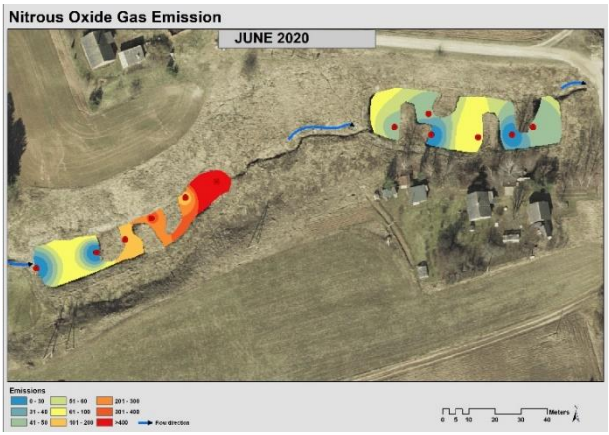 Nitrous Oxide Gas Emission
JUNE 2020
Emissions
0 - 30
31 - 40
41 - 50
51 - 60
61 - 100
101 - 200
201 - 300
301 - 400
>400
Flow direction
Meters
0 5 10 20 30 40